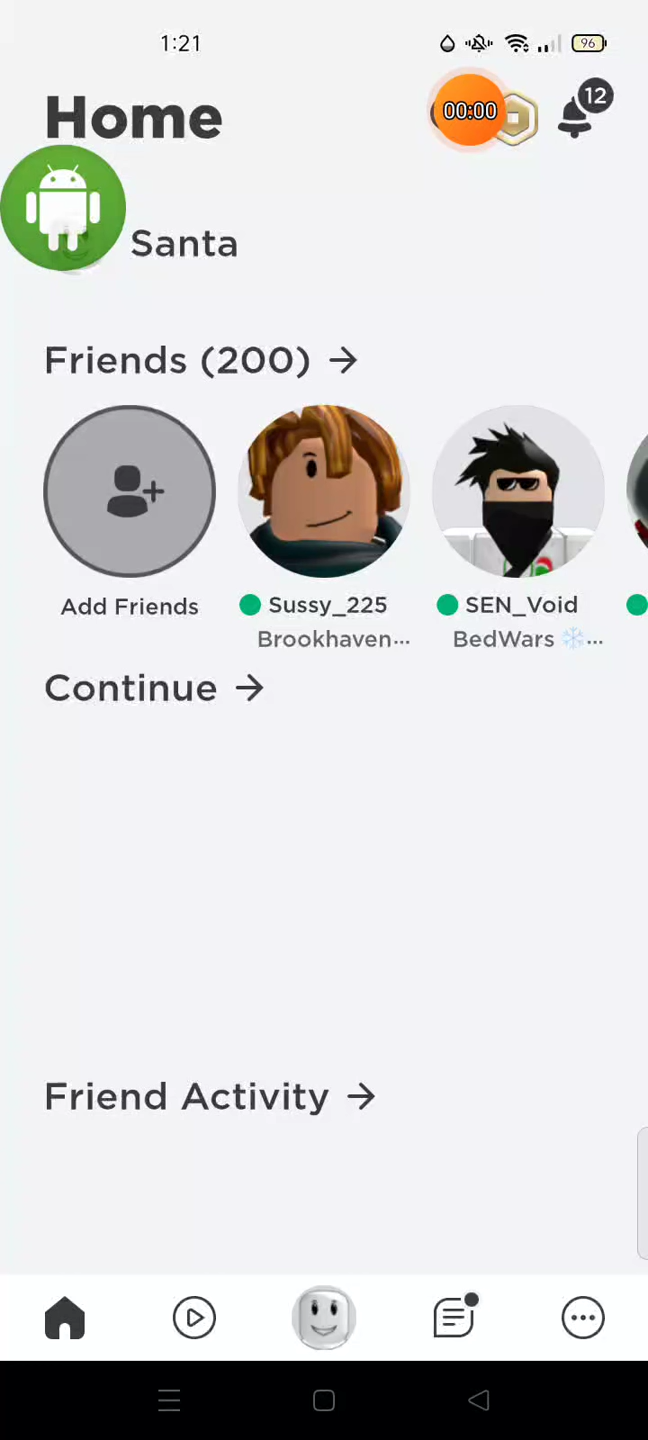 1:21
96
Home
00:00
12
Santa
Friends (200)
Add Friends
Sussy_225
SEN_Void
Brookhaven...
BedWars ❄️...
Continue
Friend Activity